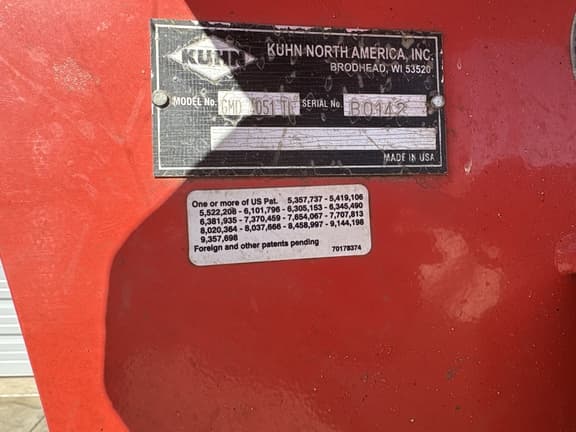 KUHN
KUHN NORTH AMERICA, INC.
BRODHEAD, WI 53520
MODEL No. GMD 1051 TL SERIAL No. B0142
MADE IN USA
One or more of US Pat. 5,357,737 - 5,419,106
5,522,208 - 6,101,796 - 6,305,153 - 6,345,490
6,381,935 - 7,370,459 - 7,654,067 - 7,707,813
8,020,364 - 8,037,666 - 8,458,997 - 9,144,198
9,357,698
Foreign and other patents pending 70178374